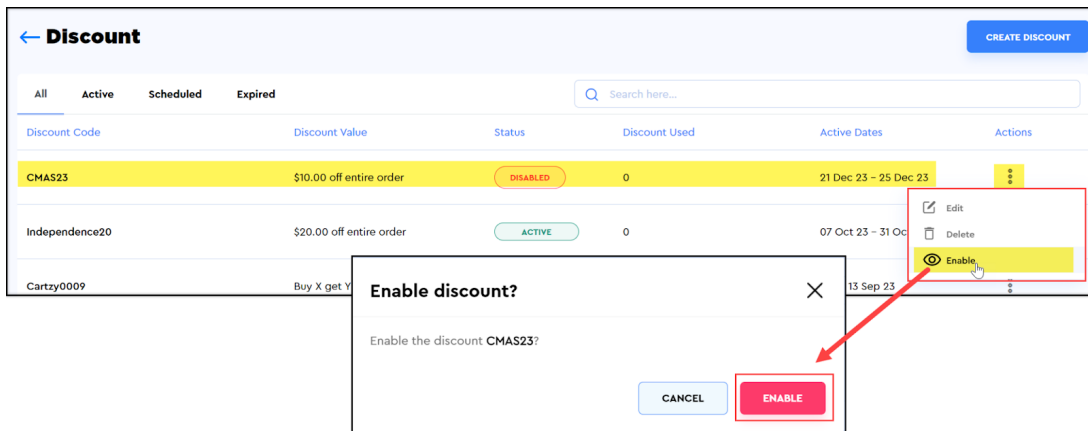 Discount
CREATE DISCOUNT
All Active Scheduled Expired
Search here...
Discount Code Discount Value Status Discount Used Active Dates Actions
CMAS23 $10.00 off entire order DISABLED 0 21 Dec 23 - 25 Dec 23
Edit
Independence20 $20.00 off entire order ACTIVE 0 07 Oct 23 - 31 Oc
Delete
Enable
Cartzy0009 Buy X get Y 13 Sep 23
Enable discount?
Enable the discount CMAS23?
CANCEL ENABLE